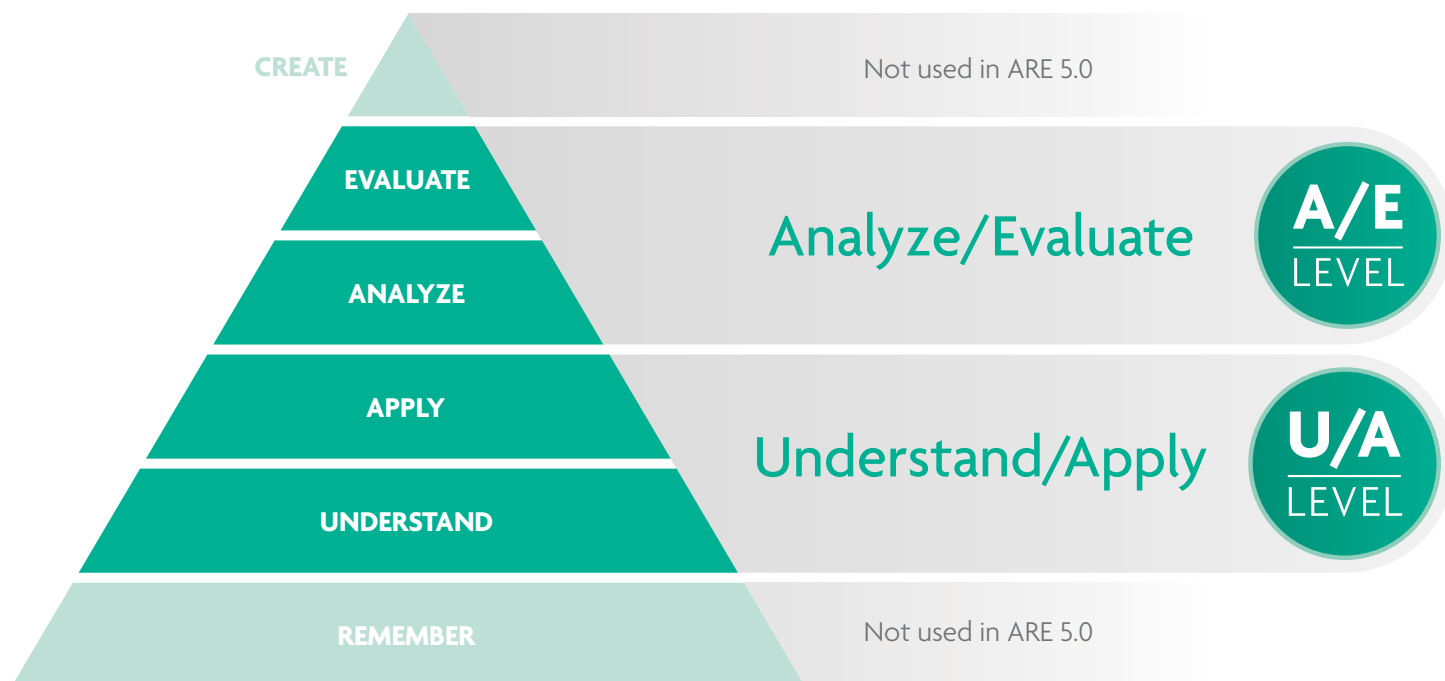 CREATE
Not used in ARE 5.0
EVALUATE
ANALYZE
Analyze/Evaluate
A/E
LEVEL
APPLY
UNDERSTAND
Understand/Apply
U/A
LEVEL
REMEMBER
Not used in ARE 5.0